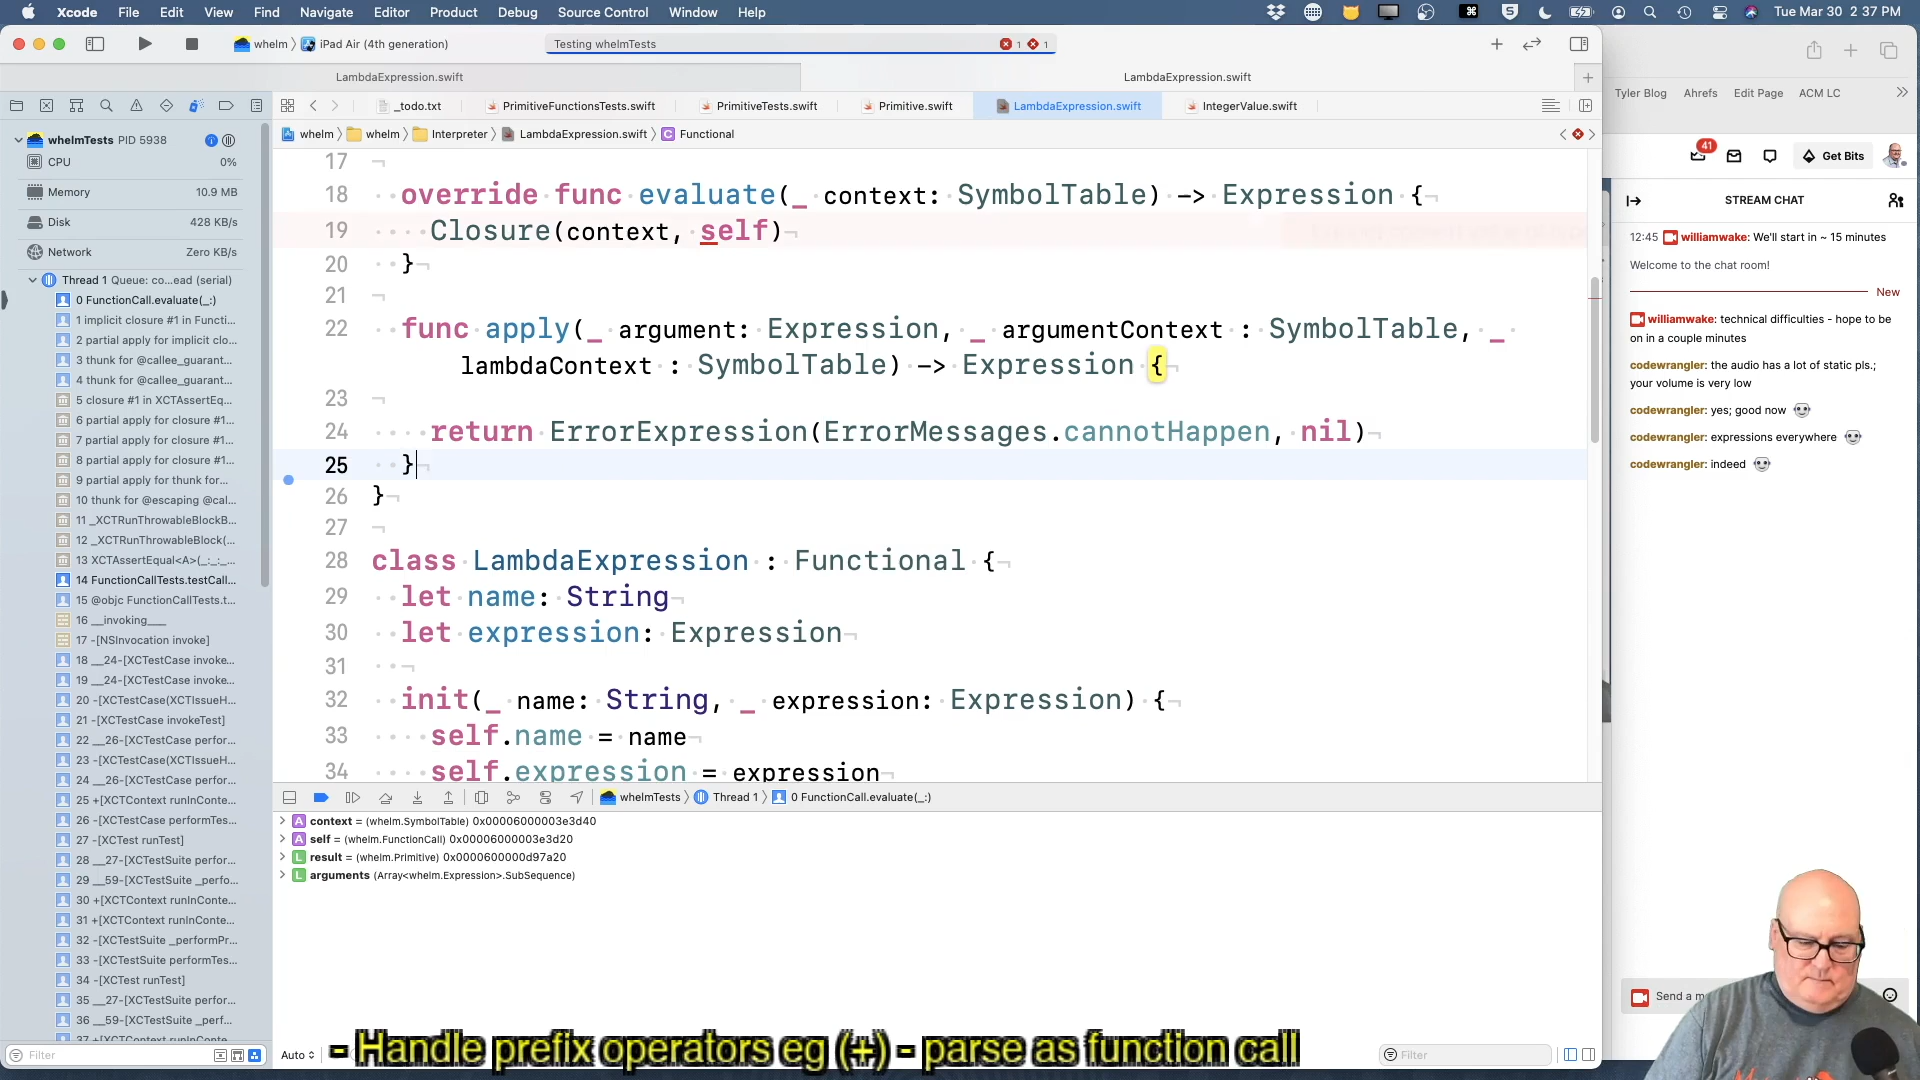 Xcode File Edit View Find Navigate Editor Product Debug Source Control Window Help Tue Mar 30 2:37 PM
whelm iPad Air (4th generation) Testing whelmTests 1 1
LambdaExpression.swift LambdaExpression.swift
_todo.txt PrimitiveFunctionsTests.swift PrimitiveTests.swift Primitive.swift LambdaExpression.swift IntegerValue.swift
whelm whelm Interpreter LambdaExpression.swift Functional
whelmTests PID 5938
CPU 0%
Memory 10.9 MB
Disk 428 KB/s
Network Zero KB/s
Thread 1 Queue: co...ead (serial)
0 FunctionCall.evaluate(_:)
1 implicit closure #1 in Functi...
2 partial apply for implicit clo...
3 thunk for @callee_guarant...
4 thunk for @callee_guarant...
5 closure #1 in XCTAssertEq...
6 partial apply for closure #1...
7 partial apply for closure #1...
8 partial apply for closure #1...
9 partial apply for thunk for...
10 thunk for @escaping @cal...
11 _XCTRunThrowableBlockB...
12 _XCTRunThrowableBlock(...
13 XCTAssertEqual<A>(_:_:_...
14 FunctionCallTests.testCall...
15 @objc FunctionCallTests.t...
16 __invoking___
17 -[NSInvocation invoke]
18 __24-[XCTestCase invoke...
19 __24-[XCTestCase invoke...
20 -[XCTestCase(XCTIssueH...
21 -[XCTestCase invokeTest]
22 __26-[XCTestCase perfor...
23 -[XCTestCase(XCTIssueH...
24 __26-[XCTestCase perfor...
25 +[XCTContext runInConte...
26 -[XCTestCase performTes...
27 -[XCTest runTest]
28 __27-[XCTestSuite perfor...
29 __59-[XCTestSuite _perfo...
30 +[XCTContext runInConte...
31 +[XCTContext runInConte...
32 -[XCTestSuite _performPr...
33 -[XCTestSuite performTes...
34 -[XCTest runTest]
35 __27-[XCTestSuite perfor...
36 __59-[XCTestSuite _perf...
37 +[XCTContext runInConte...
Filter
17
18 override func evaluate(_ context: SymbolTable) -> Expression {
19 Closure(context, self)
20 }
21
22 func apply(_ argument: Expression, _ argumentContext : SymbolTable, _
lambdaContext : SymbolTable) -> Expression {
23
24 return ErrorExpression(ErrorMessages.cannotHappen, nil)
25 }
26 }
27
28 class LambdaExpression : Functional {
29 let name: String
30 let expression: Expression
31
32 init(_ name: String, _ expression: Expression) {
33 self.name = name
34 self.expression = expression
whelmTests Thread 1 0 FunctionCall.evaluate(_:)
A context = (whelm.SymbolTable) 0x00006000003e3d40
A self = (whelm.FunctionCall) 0x00006000003e3d20
L result = (whelm.Primitive) 0x0000600000d97a20
L arguments (Array<whelm.Expression>.SubSequence)
Auto Filter
- Handle prefix operators eg (+) - parse as function call
Tyler Blog Ahrefs Edit Page ACM LC
41 Get Bits
STREAM CHAT
12:45 williamwake: We'll start in ~ 15 minutes
Welcome to the chat room!
New
williamwake: technical difficulties - hope to be
on in a couple minutes
codewrangler: the audio has a lot of static pls.;
your volume is very low
codewrangler: yes; good now
codewrangler: expressions everywhere
codewrangler: indeed
Send a m